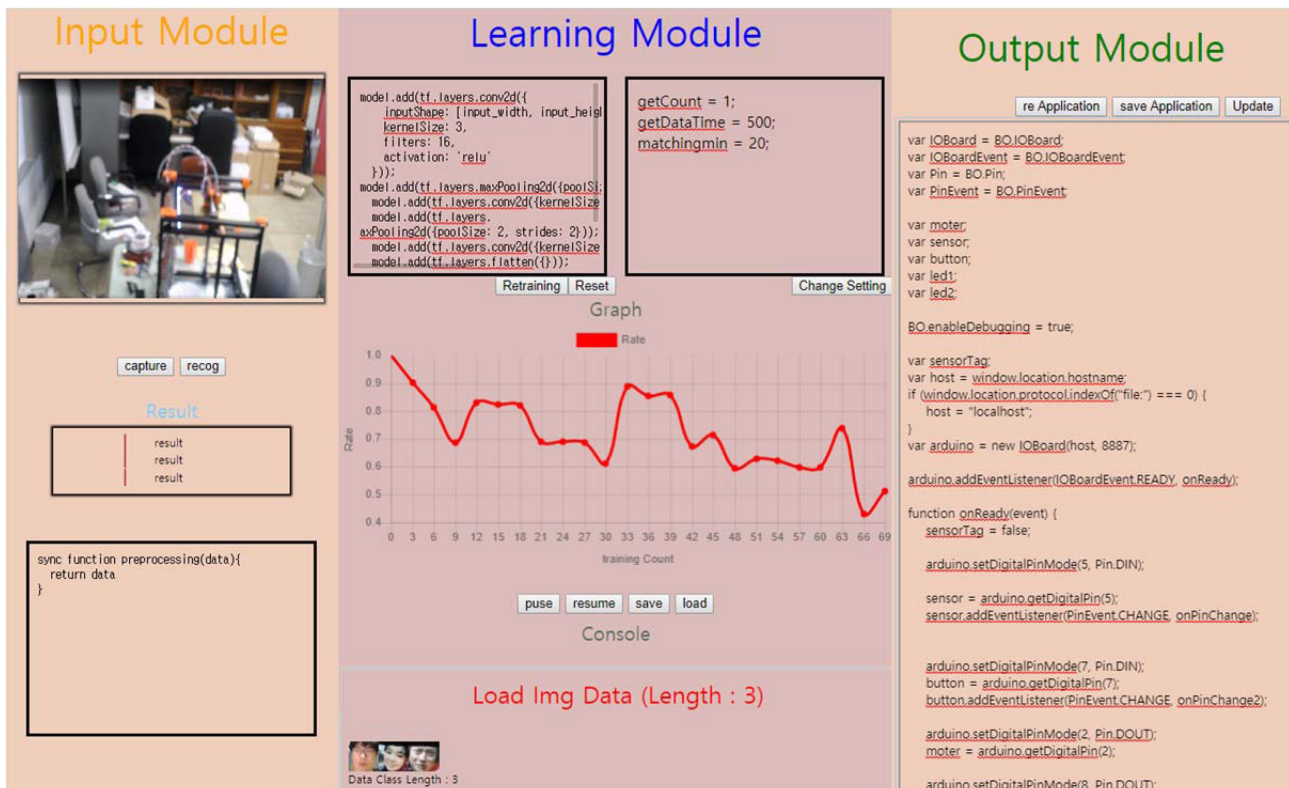 Input Module
capture recog
Result
result
result
result
sync function preprocessing(data){
return data
}
Learning Module
model.add(tf.layers.conv2d({
inputShape: [input_width, input_heig
kernelSize: 3,
filters: 16,
activation: 'relu'
}));
model.add(tf.layers.maxPooling2d({poolSi
model.add(tf.layers.conv2d({kernelSize
model.add(tf.layers.
axPooling2d({poolSize: 2, strides: 2}));
model.add(tf.layers.conv2d({kernelSize
model.add(tf.layers.flatten({}));
getCount = 1;
getDataTime = 500;
matchingmin = 20;
Retraining Reset
Change Setting
Graph
Rate
1.0
0.9
0.8
0.7
0.6
0.5
0.4
Rate
0 3 6 9 12 15 18 21 24 27 30 33 36 39 42 45 48 51 54 57 60 63 66 69
training Count
puse resume save load
Console
Load Img Data (Length : 3)
Data Class Length : 3
Output Module
re Application save Application Update
var IOBoard = BO.IOBoard;
var IOBoardEvent = BO.IOBoardEvent;
var Pin = BO.Pin;
var PinEvent = BO.PinEvent;
var moter;
var sensor;
var button;
var led1;
var led2;
BO.enableDebugging = true;
var sensorTag;
var host = window.location.hostname;
if (window.location.protocol.indexOf("file:") === 0) {
host = "localhost";
}
var arduino = new IOBoard(host, 8887);
arduino.addEventListener(IOBoardEvent.READY, onReady);
function onReady(event) {
sensorTag = false;
arduino.setDigitalPinMode(5, Pin.DIN);
sensor = arduino.getDigitalPin(5);
sensor.addEventListener(PinEvent.CHANGE, onPinChange);
arduino.setDigitalPinMode(7, Pin.DIN);
button = arduino.getDigitalPin(7);
button.addEventListener(PinEvent.CHANGE, onPinChange2);
arduino.setDigitalPinMode(2, Pin.DOUT);
moter = arduino.getDigitalPin(2);
arduino.setDigitalPinMode(8, Pin.DOUT);